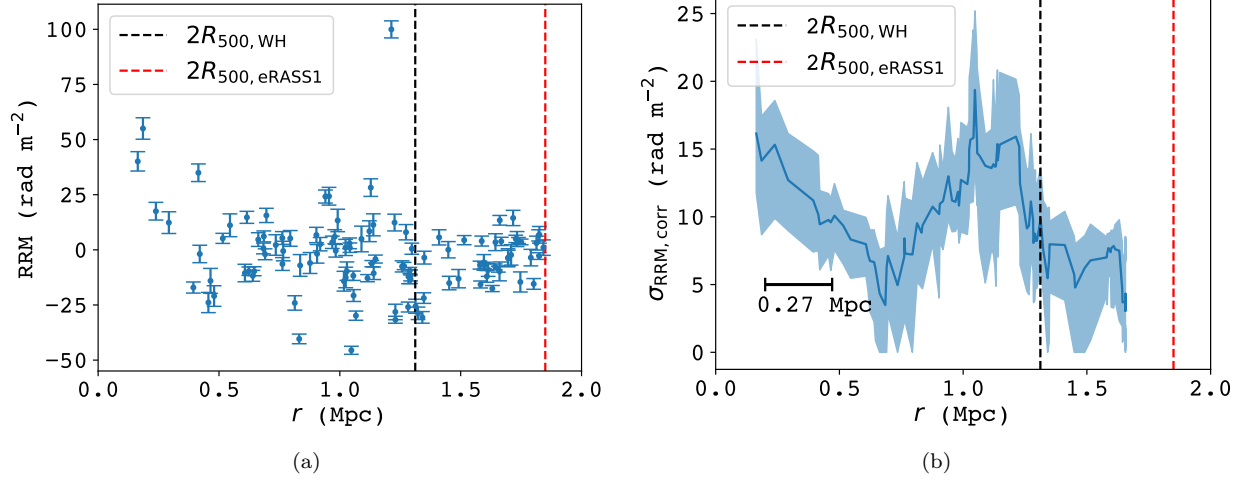 2R500, WH
2R500, eRASS1
100
75
50
25
0
−25
−50
RRM (rad m−2)
0.0 0.5 1.0 1.5 2.0
r (Mpc)
(a)
2R500, WH
2R500, eRASS1
25
20
15
10
5
0
σRRM, corr (rad m−2)
0.27 Mpc
0.0 0.5 1.0 1.5 2.0
r (Mpc)
(b)